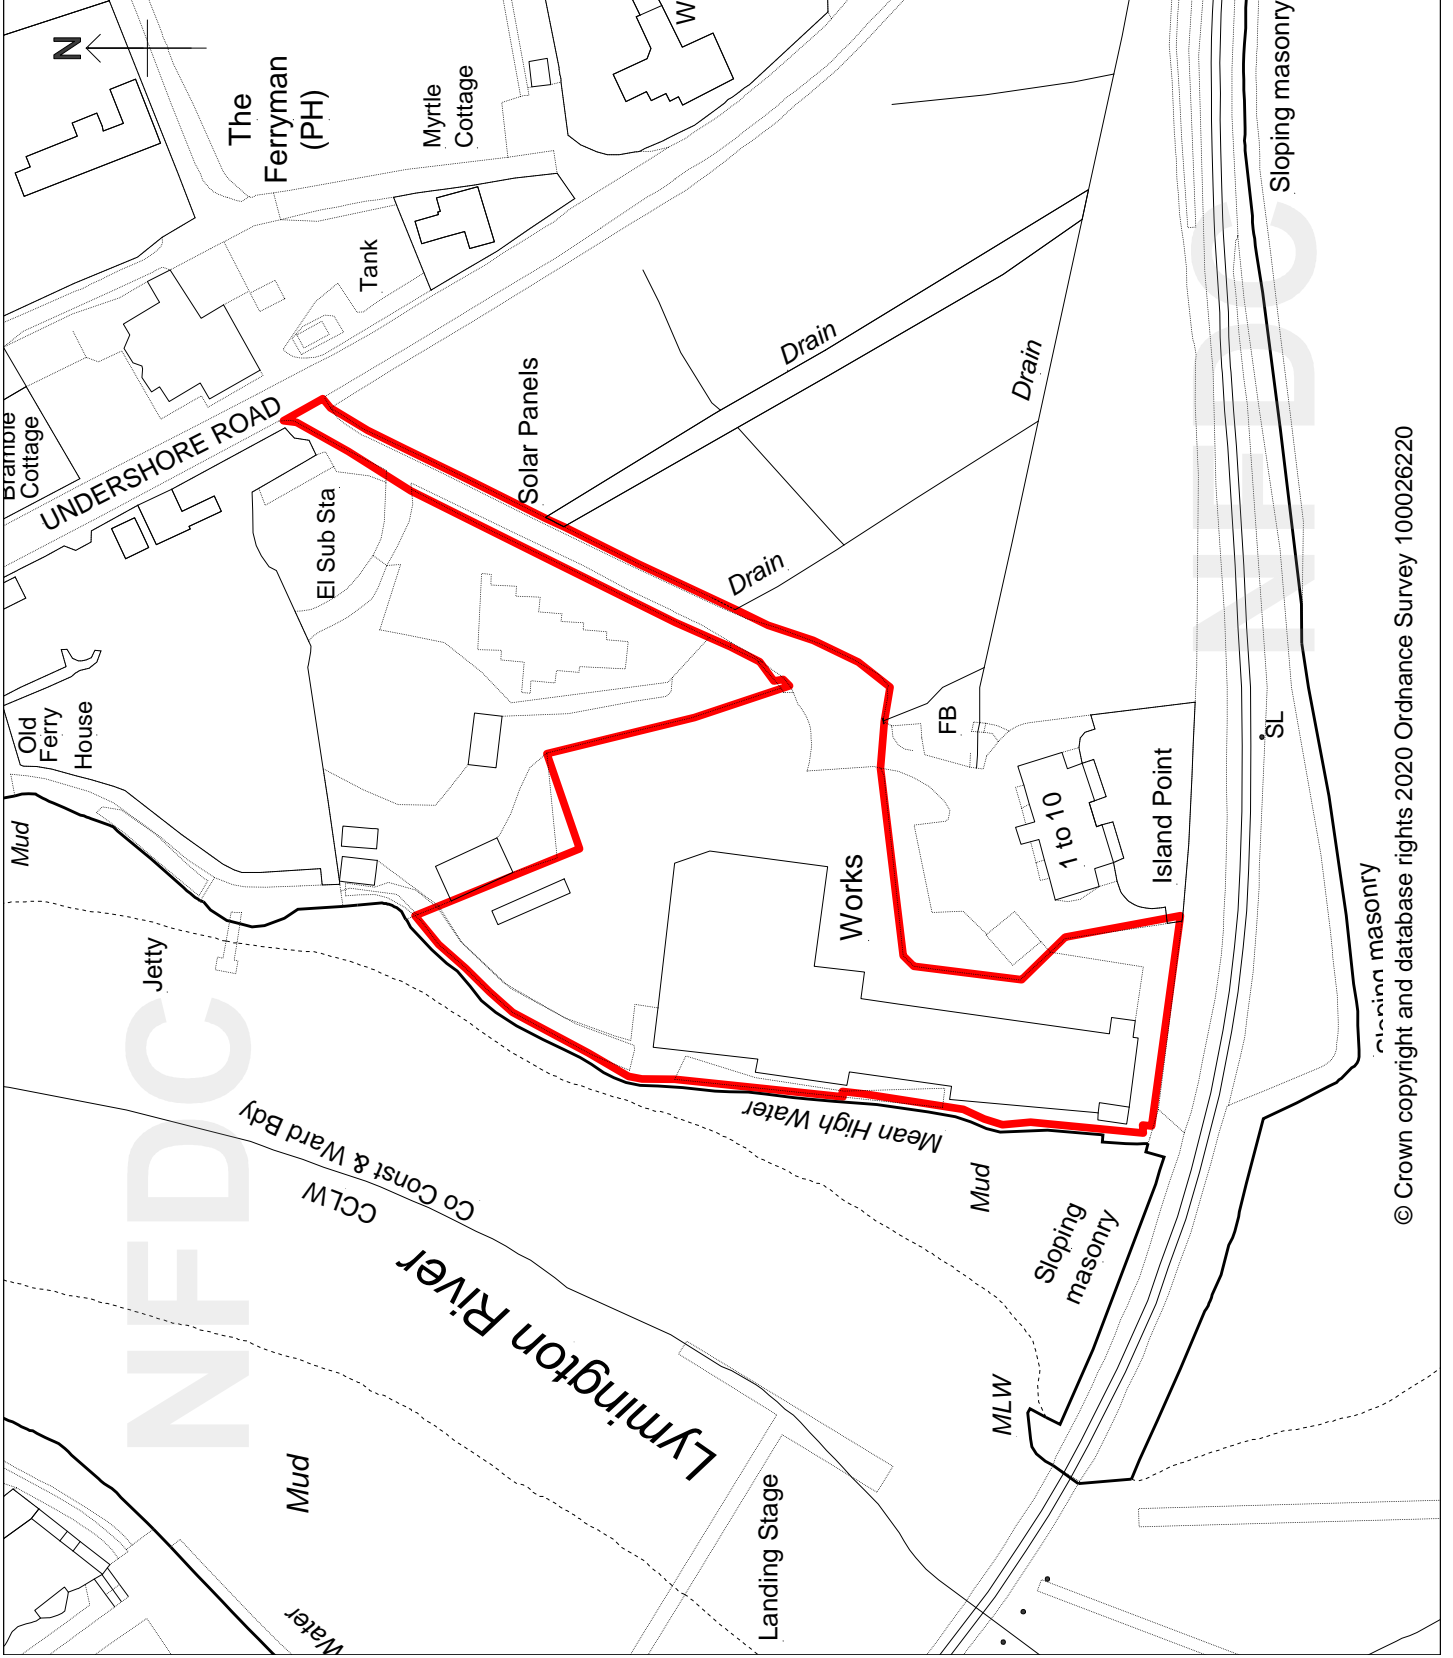 N
The
Ferryman
(PH)
Myrtle
Cottage
W
Tank
Bramble
Cottage
UNDERSHORE ROAD
El Sub Sta
Solar Panels
Drain
Drain
Drain
Old
Ferry
House
Mud
Jetty
FB
1 to 10
Island Point
Works
SL
Sloping masonry
Sloping masonry
NFDC
NFDC
Mean High Water
Mud
Co Const & Ward Bdy
CCLW
Lymington River
Sloping
masonry
MLW
Mud
Landing Stage
Water
© Crown copyright and database rights 2020 Ordnance Survey 100026220